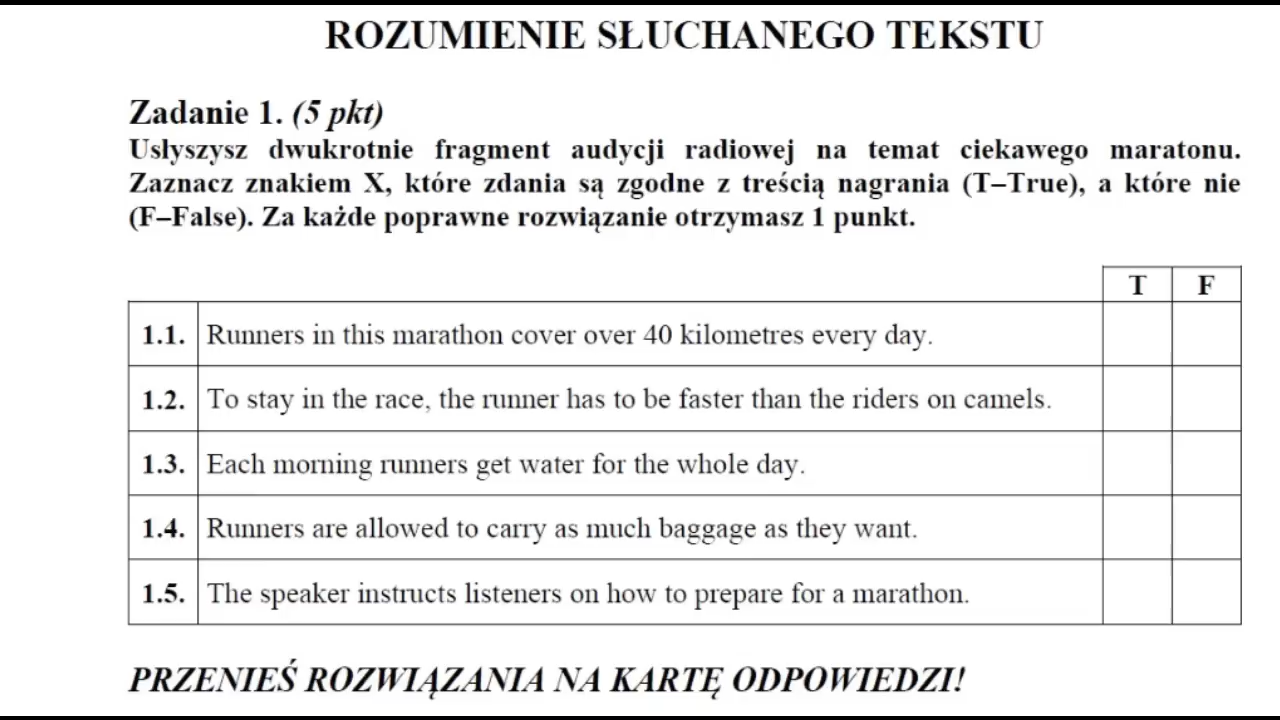 ROZUMIENIE SŁUCHANEGO TEKSTU
Zadanie 1. (5 pkt)
Usłyszysz dwukrotnie fragment audycji radiowej na temat ciekawego maratonu.
Zaznacz znakiem X, które zdania są zgodne z treścią nagrania (T–True), a które nie
(F–False). Za każde poprawne rozwiązanie otrzymasz 1 punkt.
T F
1.1. Runners in this marathon cover over 40 kilometres every day.
1.2. To stay in the race, the runner has to be faster than the riders on camels.
1.3. Each morning runners get water for the whole day.
1.4. Runners are allowed to carry as much baggage as they want.
1.5. The speaker instructs listeners on how to prepare for a marathon.
PRZENIEŚ ROZWIĄZANIA NA KARTĘ ODPOWIEDZI!